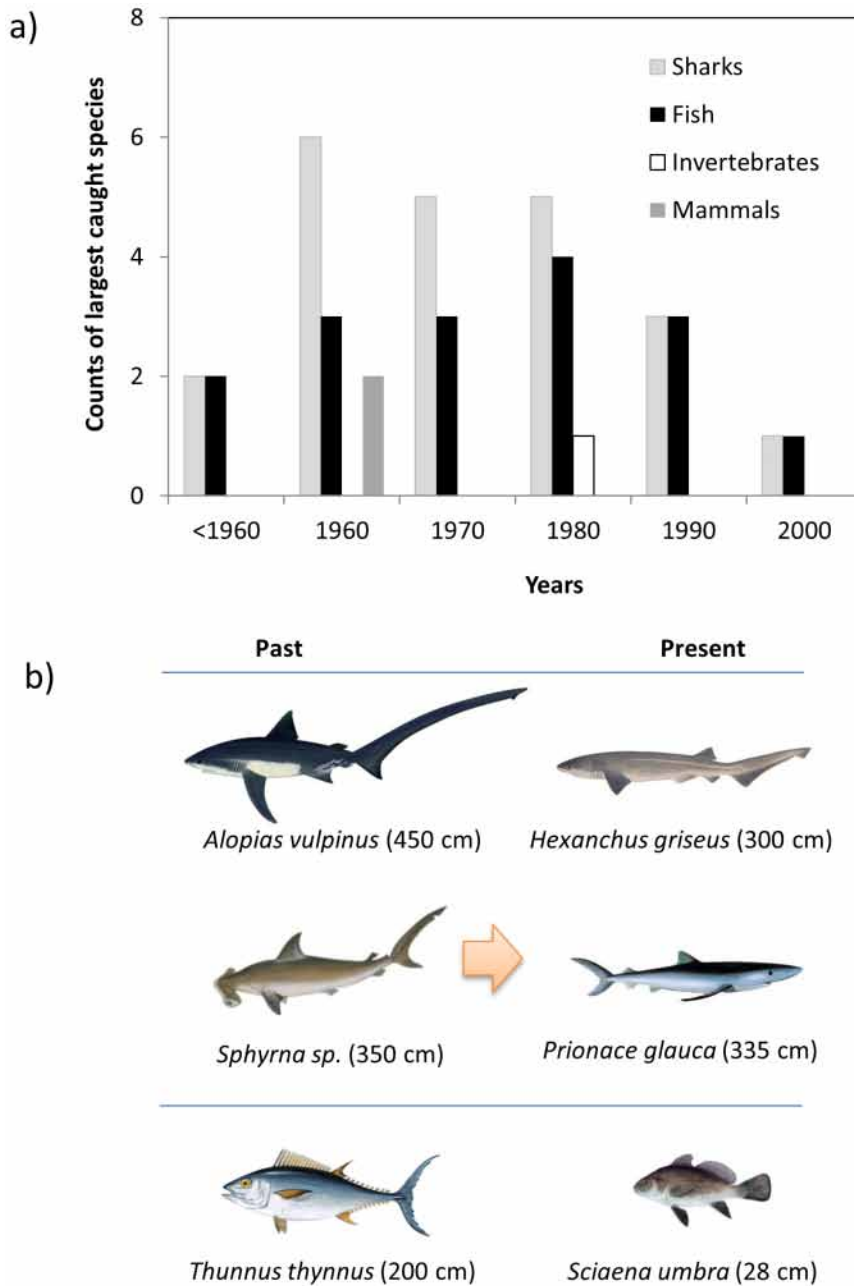 a)
Counts of largest caught species
8
6
4
2
0
Sharks
Fish
Invertebrates
Mammals
<1960 1960 1970 1980 1990 2000
Years
b)
Past Present
Alopias vulpinus (450 cm) Hexanchus griseus (300 cm)
Sphyrna sp. (350 cm) Prionace glauca (335 cm)
Thunnus thynnus (200 cm) Sciaena umbra (28 cm)